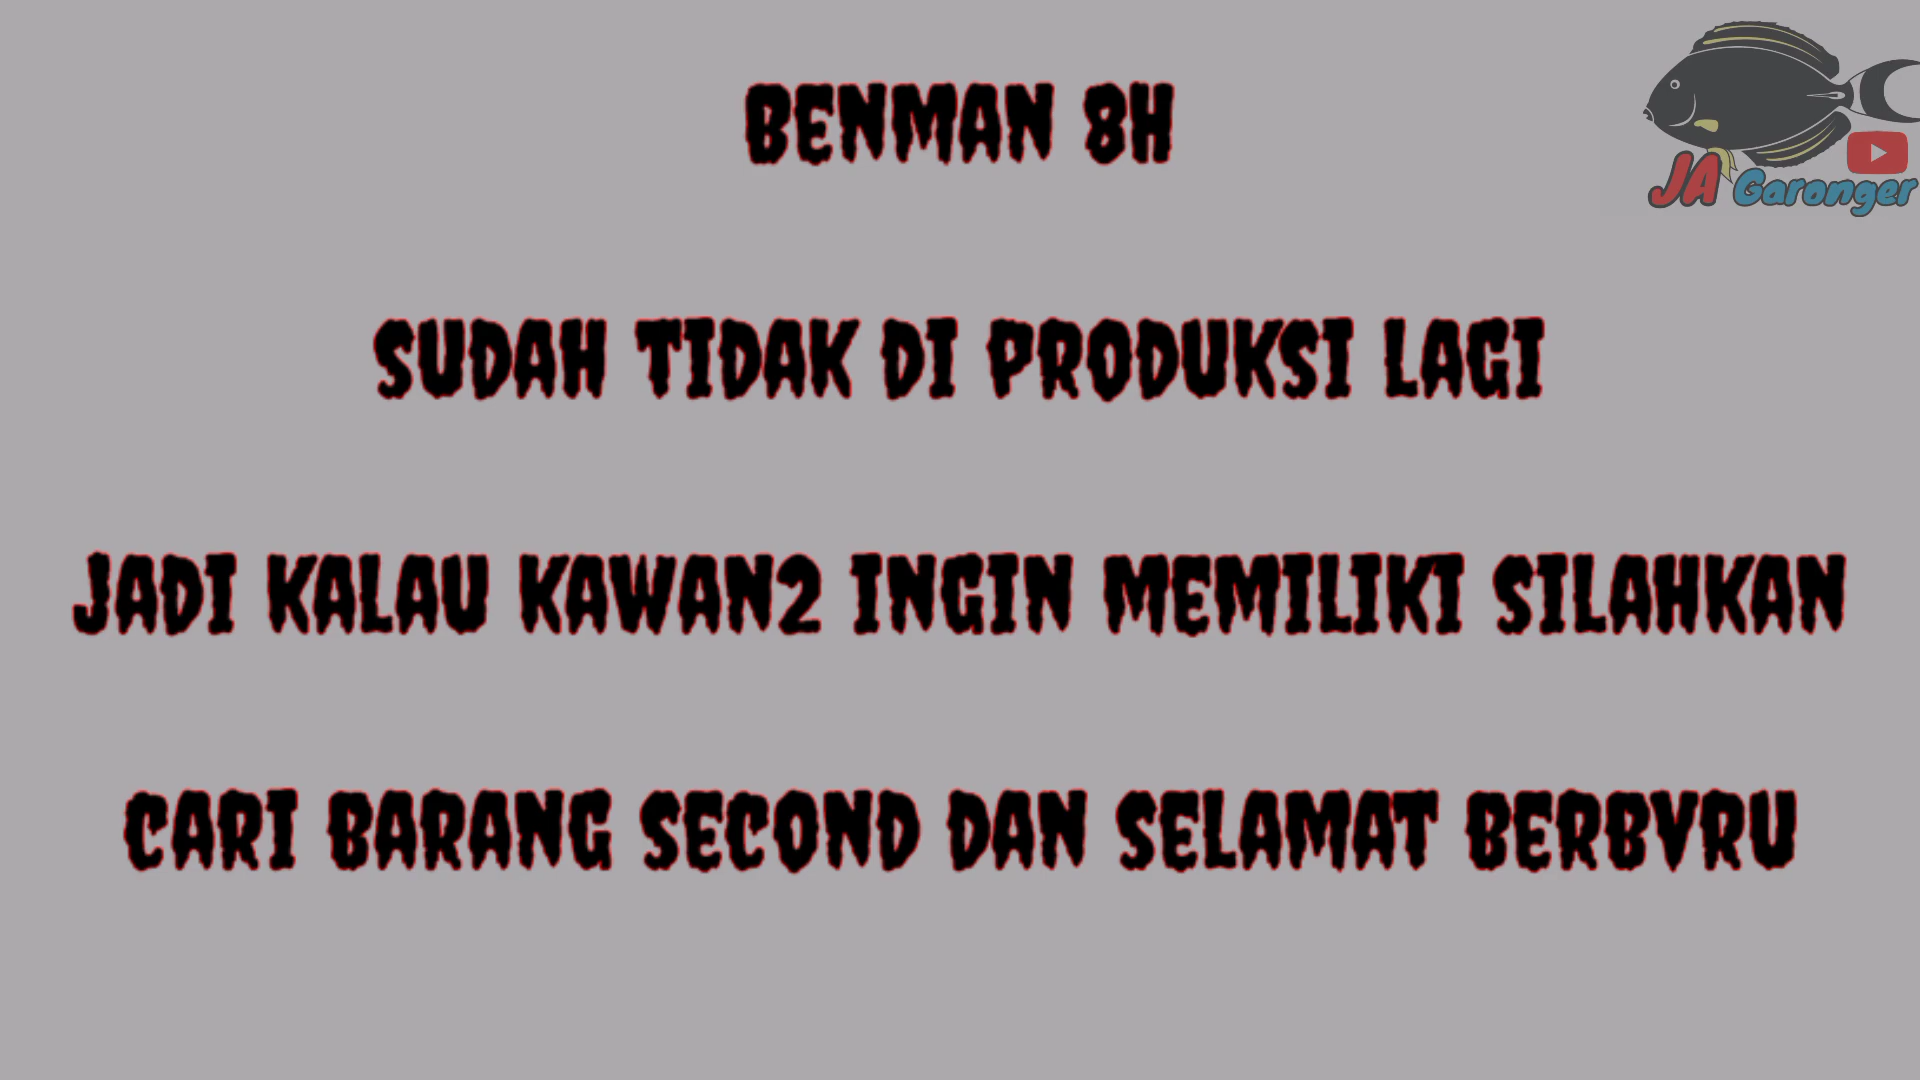 BENMAN 8H
JA Garonger
SUDAH TIDAK DI PRODUKSI LAGI
JADI KALAU KAWAN2 INGIN MEMILIKI SILAHKAN
CARI BARANG SECOND DAN SELAMAT BERBVRU